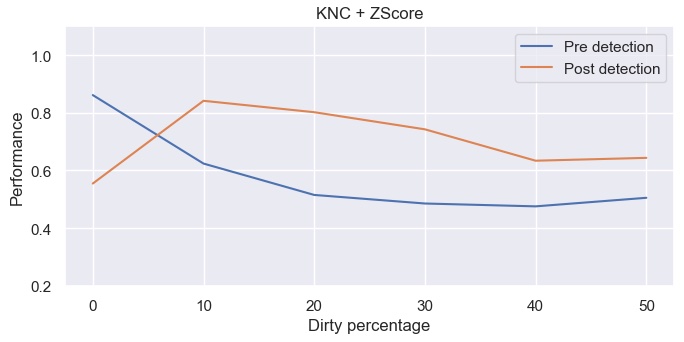 KNC + ZScore
Pre detection
Post detection
Performance
1.0
0.8
0.6
0.4
0.2
0 10 20 30 40 50
Dirty percentage